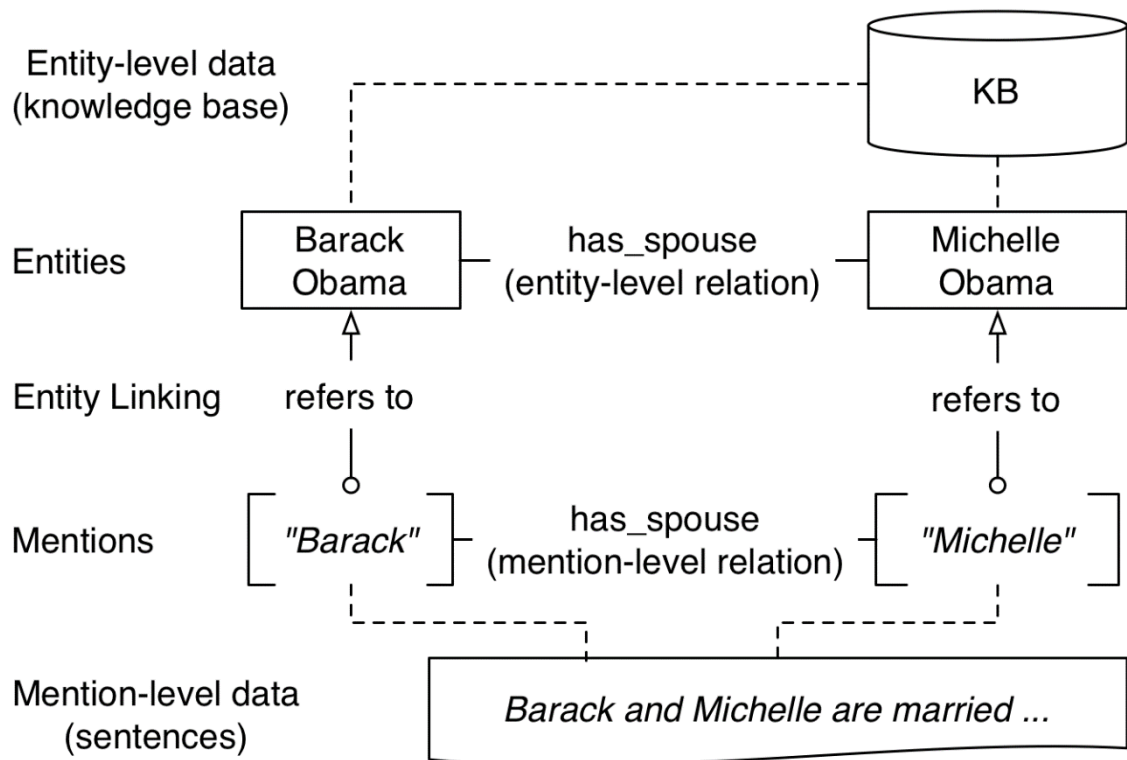 Entity-level data
(knowledge base)
KB
Entities
Barack
Obama
has_spouse
(entity-level relation)
Michelle
Obama
Entity Linking
refers to
refers to
Mentions
"Barack"
has_spouse
(mention-level relation)
"Michelle"
Mention-level data
(sentences)
Barack and Michelle are married ...